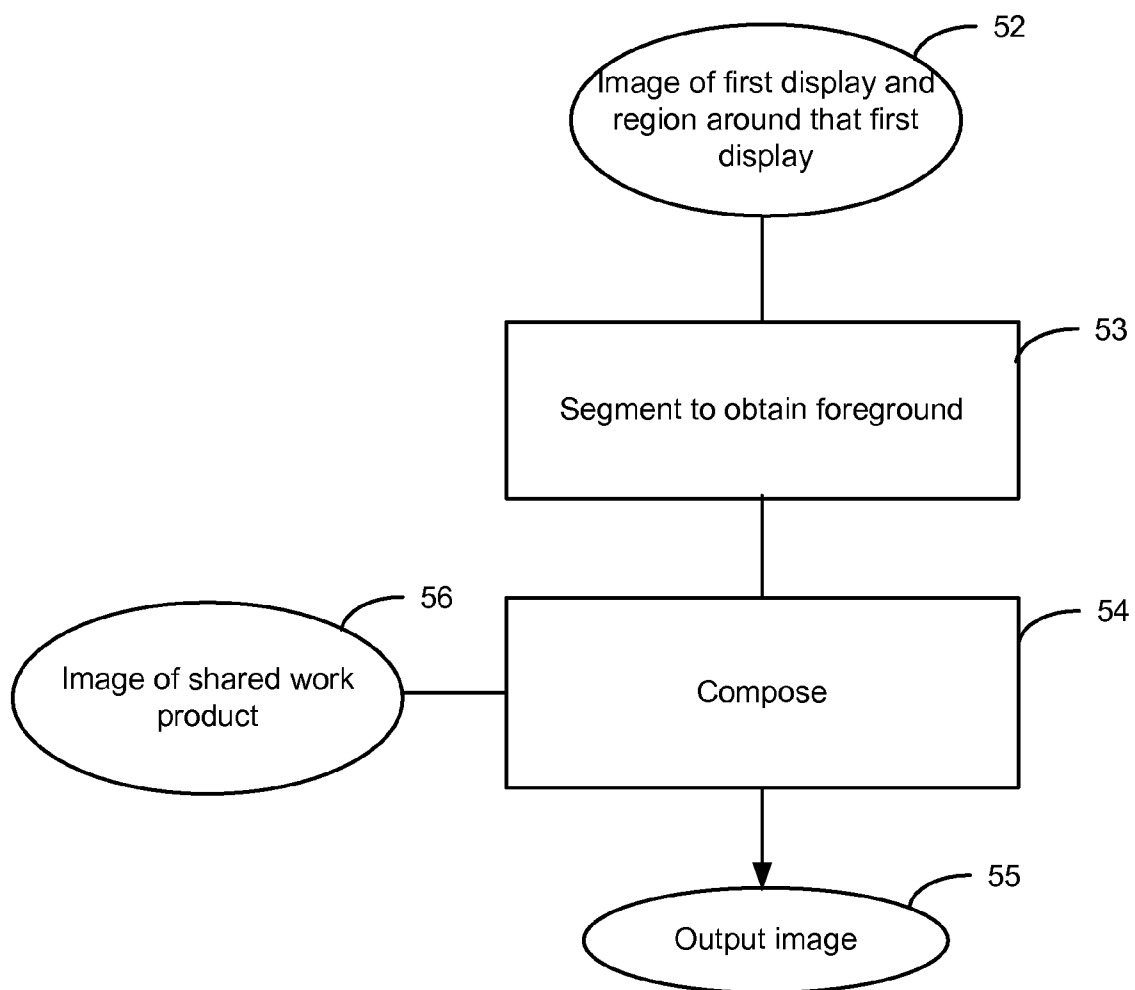 52
Image of first display and
region around that first
display
53
Segment to obtain foreground
56
54
Image of shared work
product
Compose
55
Output image